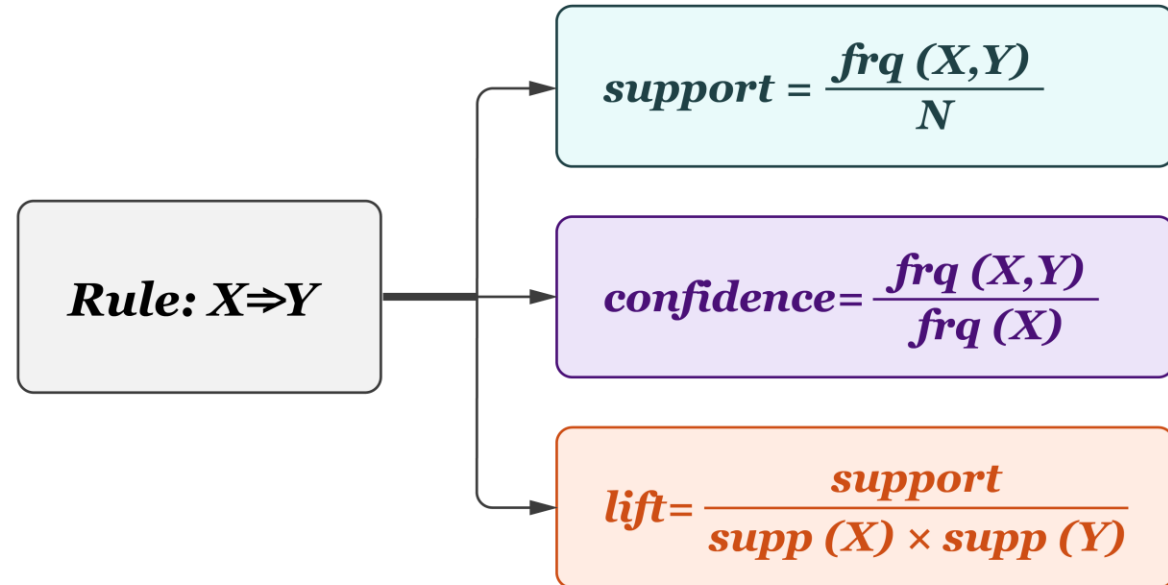 Rule: X⇒Y
support = frq (X,Y) / N
confidence= frq (X,Y) / frq (X)
lift= support / supp (X) × supp (Y)